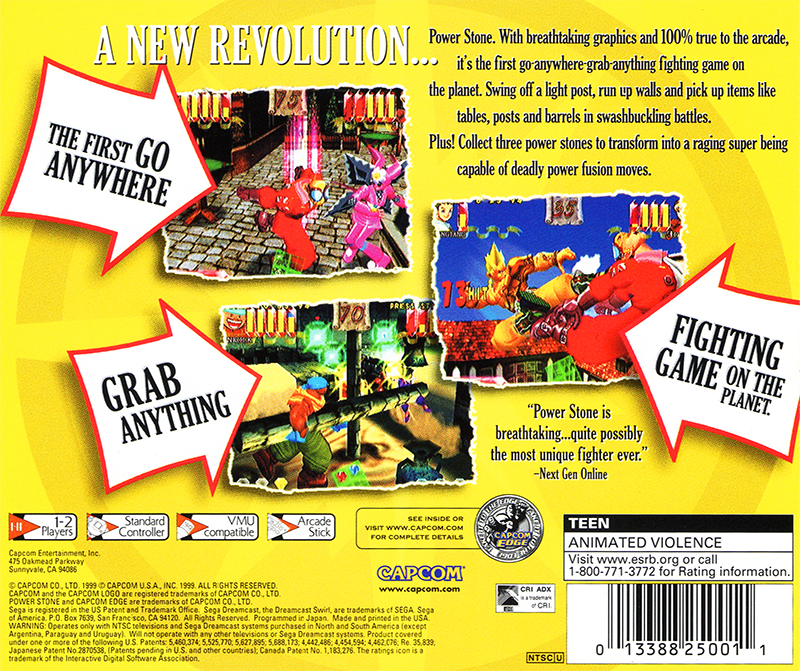 A NEW REVOLUTION...
Power Stone. With breathtaking graphics and 100% true to the arcade,
it's the first go-anywhere-grab-anything fighting game on
the planet. Swing off a light post, run up walls and pick up items like
tables, posts and barrels in swashbuckling battles.
Plus! Collect three power stones to transform into a raging super being
capable of deadly power fusion moves.
THE FIRST GO
ANYWHERE
75
65
73 HIT
GRAB
ANYTHING
70
PRESS
FIGHTING
GAME ON THE
PLANET.
"Power Stone is
breathtaking...quite possibly
the most unique fighter ever."
–Next Gen Online
1-2
Players
Standard
Controller
VMU
compatible
Arcade
Stick
SEE INSIDE OR
VISIT WWW.CAPCOM.COM
FOR COMPLETE DETAILS
CAPCOM
EDGE
Capcom Entertainment, Inc.
475 Oakmead Parkway
Sunnyvale, CA 94086
CAPCOM
www.capcom.com
CRI ADX
is a trademark
of CRI.
TEEN
ANIMATED VIOLENCE
Visit www.esrb.org or call
1-800-771-3772 for Rating information.
© CAPCOM CO., LTD. 1999 © CAPCOM U.S.A., INC. 1999. ALL RIGHTS RESERVED.
CAPCOM and the CAPCOM LOGO are registered trademarks of CAPCOM CO., LTD.
POWER STONE and CAPCOM EDGE are trademarks of CAPCOM CO., LTD.
Sega is registered in the US Patent and Trademark Office. Sega Dreamcast, the Dreamcast Swirl, are trademarks of SEGA. Sega
of America, P.O. Box 7639, San Francisco, CA 94120. All Rights Reserved. Programmed in Japan. Made and printed in the USA.
WARNING: Operates only with NTSC televisions and Sega Dreamcast systems purchased in North and South America (except
Argentina, Paraguay and Uruguay). Will not operate with any other televisions or Sega Dreamcast systems. Product covered
under one or more of the following U.S. Patents: 5,460,374; 5,525,770; 5,627,895; 5,688,173; 4,442,486; 4,454,594; 4,462,076; Re. 35,839;
Japanese Patent No.2870538, (Patents pending in U.S. and other countries); Canada Patent No. 1,183,276. The ratings icon is a
trademark of the Interactive Digital Software Association.
NTSC U
0 13388 25001 1